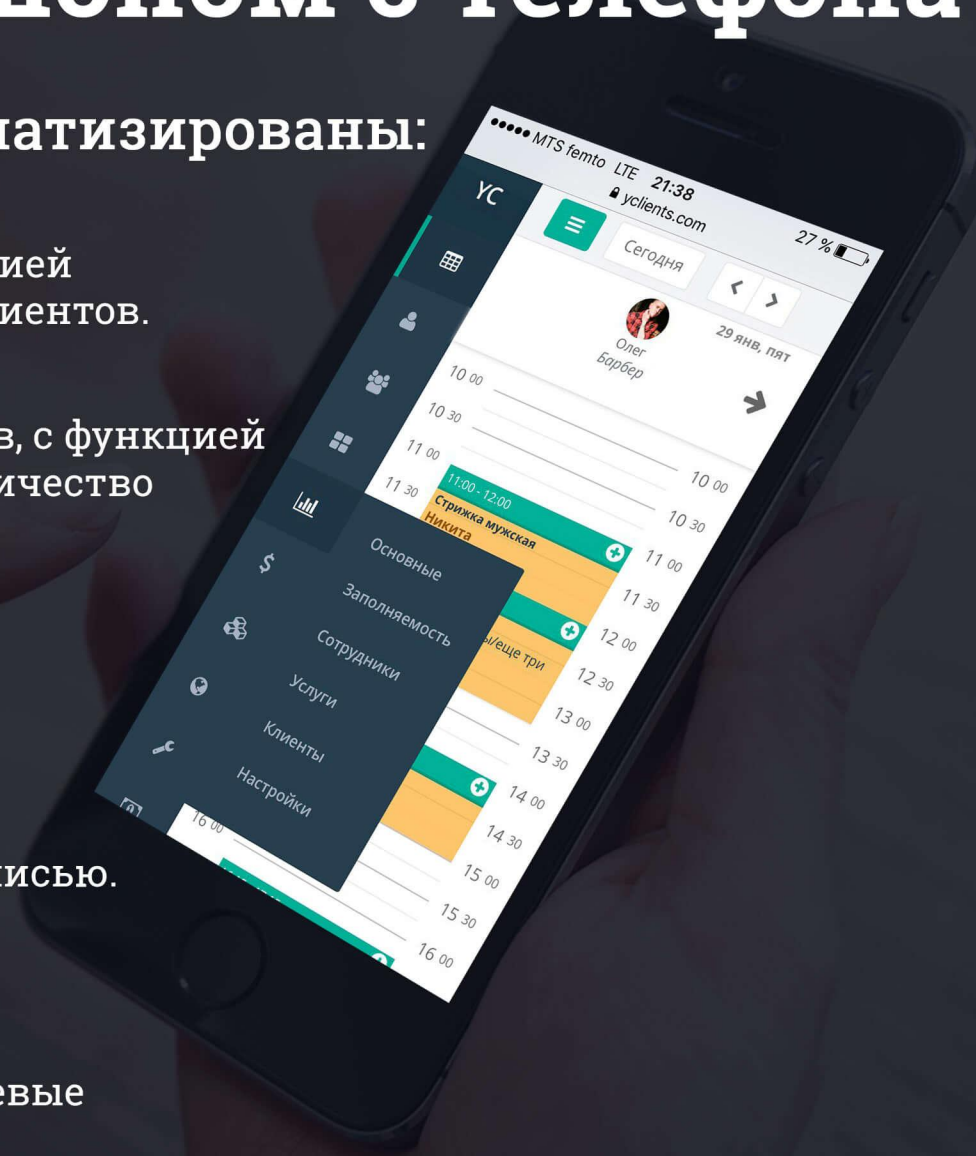 с телефона
ией
иентов.
в, с функцией
ичество
исью.
евые
MTS femto LTE 21:38 27 %
yclients.com
YC
Сегодня
29 янв, пят
Олег
Барбер
10 00
10 30
11 00
11 30
10 00
10 30
11 00
11 30
12 00
12 30
13 00
13 30
14 00
14 30
15 00
15 30
16 00
11:00 - 12:00
Стрижка мужская
Никита
ы/еще три
Основные
Заполняемость
Сотрудники
Услуги
Клиенты
Настройки
16 00